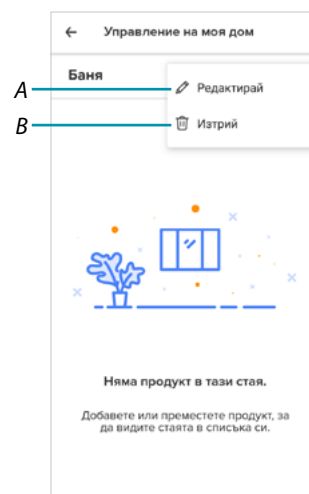 ← Управление на моя дом
Баня
A Редактирай
B Изтрий
Няма продукт в тази стая.
Добавете или преместете продукт, за
да видите стаята в списъка си.